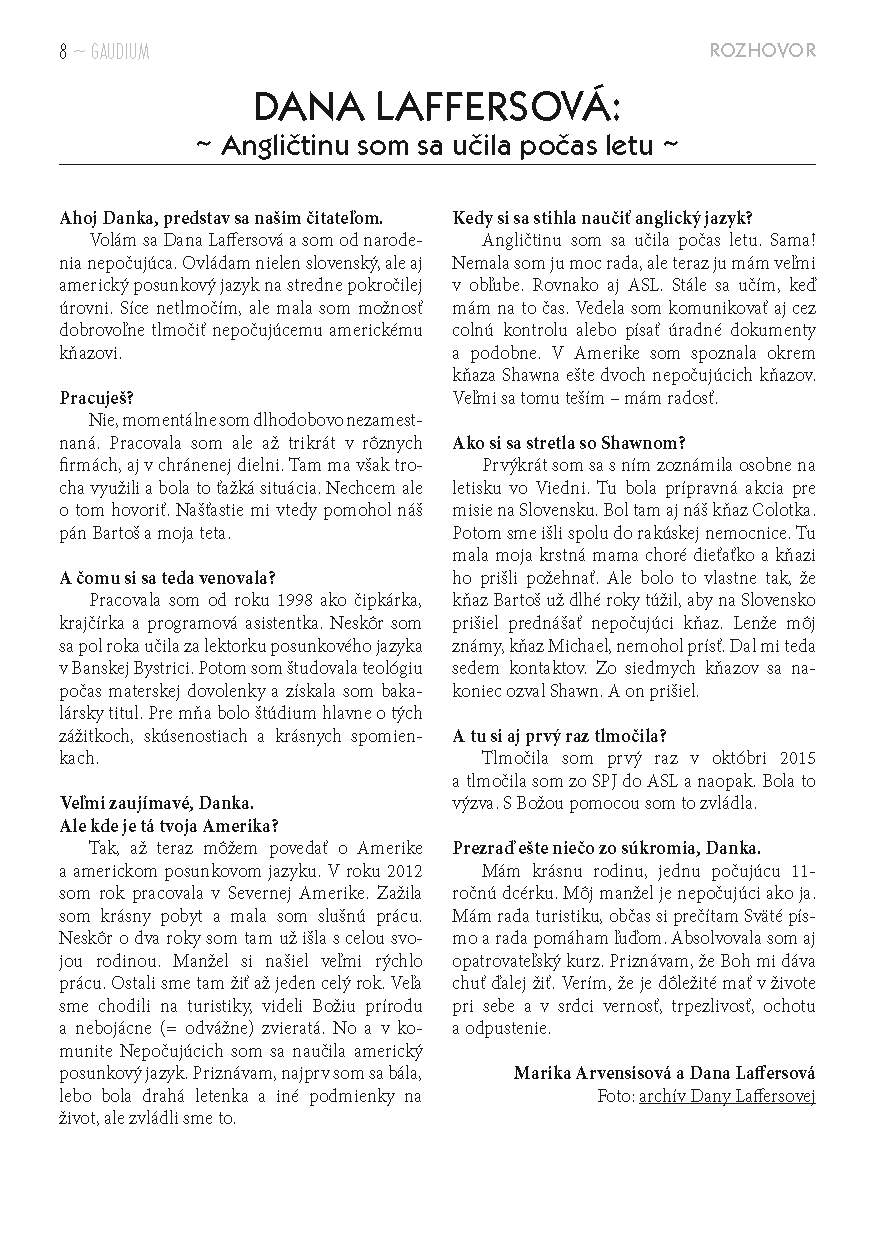 8 ~ GAUDIUM
ROZHOVOR
DANA LAFFERSOVÁ:
~ Angličtinu som sa učila počas letu ~
Ahoj Danka, predstav sa našim čitateľom.
Volám sa Dana Laffersová a som od narode-
nia nepočujúca. Ovládam nielen slovenský, ale aj
americký posunkový jazyk na stredne pokročilej
úrovni. Síce netlmočím, ale mala som možnosť
dobrovoľne tlmočiť nepočujúcemu americkému
kňazovi.
Pracuješ?
Nie, momentálne som dlhodobovo nezamest-
naná. Pracovala som ale až trikrát v rôznych
firmách, aj v chránenej dielni. Tam ma však tro-
cha využili a bola to ťažká situácia. Nechcem ale
o tom hovoriť. Našťastie mi vtedy pomohol náš
pán Bartoš a moja teta.
A čomu si sa teda venovala?
Pracovala som od roku 1998 ako čipkárka,
krajčírka a programová asistentka. Neskôr som
sa pol roka učila za lektorku posunkového jazyka
v Banskej Bystrici. Potom som študovala teológiu
počas materskej dovolenky a získala som baka-
lársky titul. Pre mňa bolo štúdium hlavne o tých
zážitkoch, skúsenostiach a krásnych spomien-
kach.
Veľmi zaujímavé, Danka.
Ale kde je tá tvoja Amerika?
Tak, až teraz môžem povedať o Amerike
a americkom posunkovom jazyku. V roku 2012
som rok pracovala v Severnej Amerike. Zažila
som krásny pobyt a mala som slušnú prácu.
Neskôr o dva roky som tam už išla s celou svo-
jou rodinou. Manžel si našiel veľmi rýchlo
prácu. Ostali sme tam žiť až jeden celý rok. Veľa
sme chodili na turistiky, videli Božiu prírodu
a nebojácne (= odvážne) zvieratá. No a v ko-
munite Nepočujúcich som sa naučila americký
posunkový jazyk. Priznávam, najprv som sa bála,
lebo bola drahá letenka a iné podmienky na
život, ale zvládli sme to.
Kedy si sa stihla naučiť anglický jazyk?
Angličtinu som sa učila počas letu. Sama!
Nemala som ju moc rada, ale teraz ju mám veľmi
v obľube. Rovnako aj ASL. Stále sa učím, keď
mám na to čas. Vedela som komunikovať aj cez
colnú kontrolu alebo písať úradné dokumenty
a podobne. V Amerike som spoznala okrem
kňaza Shawna ešte dvoch nepočujúcich kňazov.
Veľmi sa tomu teším – mám radosť.
Ako si sa stretla so Shawnom?
Prvýkrát som sa s ním zoznámila osobne na
letisku vo Viedni. Tu bola prípravná akcia pre
misie na Slovensku. Bol tam aj náš kňaz Colotka.
Potom sme išli spolu do rakúskej nemocnice. Tu
mala moja krstná mama choré dieťaťko a kňazi
ho prišli požehnať. Ale bolo to vlastne tak, že
kňaz Bartoš už dlhé roky túžil, aby na Slovensko
prišiel prednášať nepočujúci kňaz. Lenže môj
známy, kňaz Michael, nemohol prísť. Dal mi teda
sedem kontaktov. Zo siedmych kňazov sa na-
koniec ozval Shawn. A on prišiel.
A tu si aj prvý raz tlmočila?
Tlmočila som prvý raz v októbri 2015
a tlmočila som zo SPJ do ASL a naopak. Bola to
výzva. S Božou pomocou som to zvládla.
Prezraď ešte niečo zo súkromia, Danka.
Mám krásnu rodinu, jednu počujúcu 11-
ročnú dcérku. Môj manžel je nepočujúci ako ja.
Mám rada turistiku, občas si prečítam Sväté pís-
mo a rada pomáham ľuďom. Absolvovala som aj
opatrovateľský kurz. Priznávam, že Boh mi dáva
chuť ďalej žiť. Verím, že je dôležité mať v živote
pri sebe a v srdci vernosť, trpezlivosť, ochotu
a odpustenie.
Marika Arvensisová a Dana Laffersová
Foto: archív Dany Laffersovej